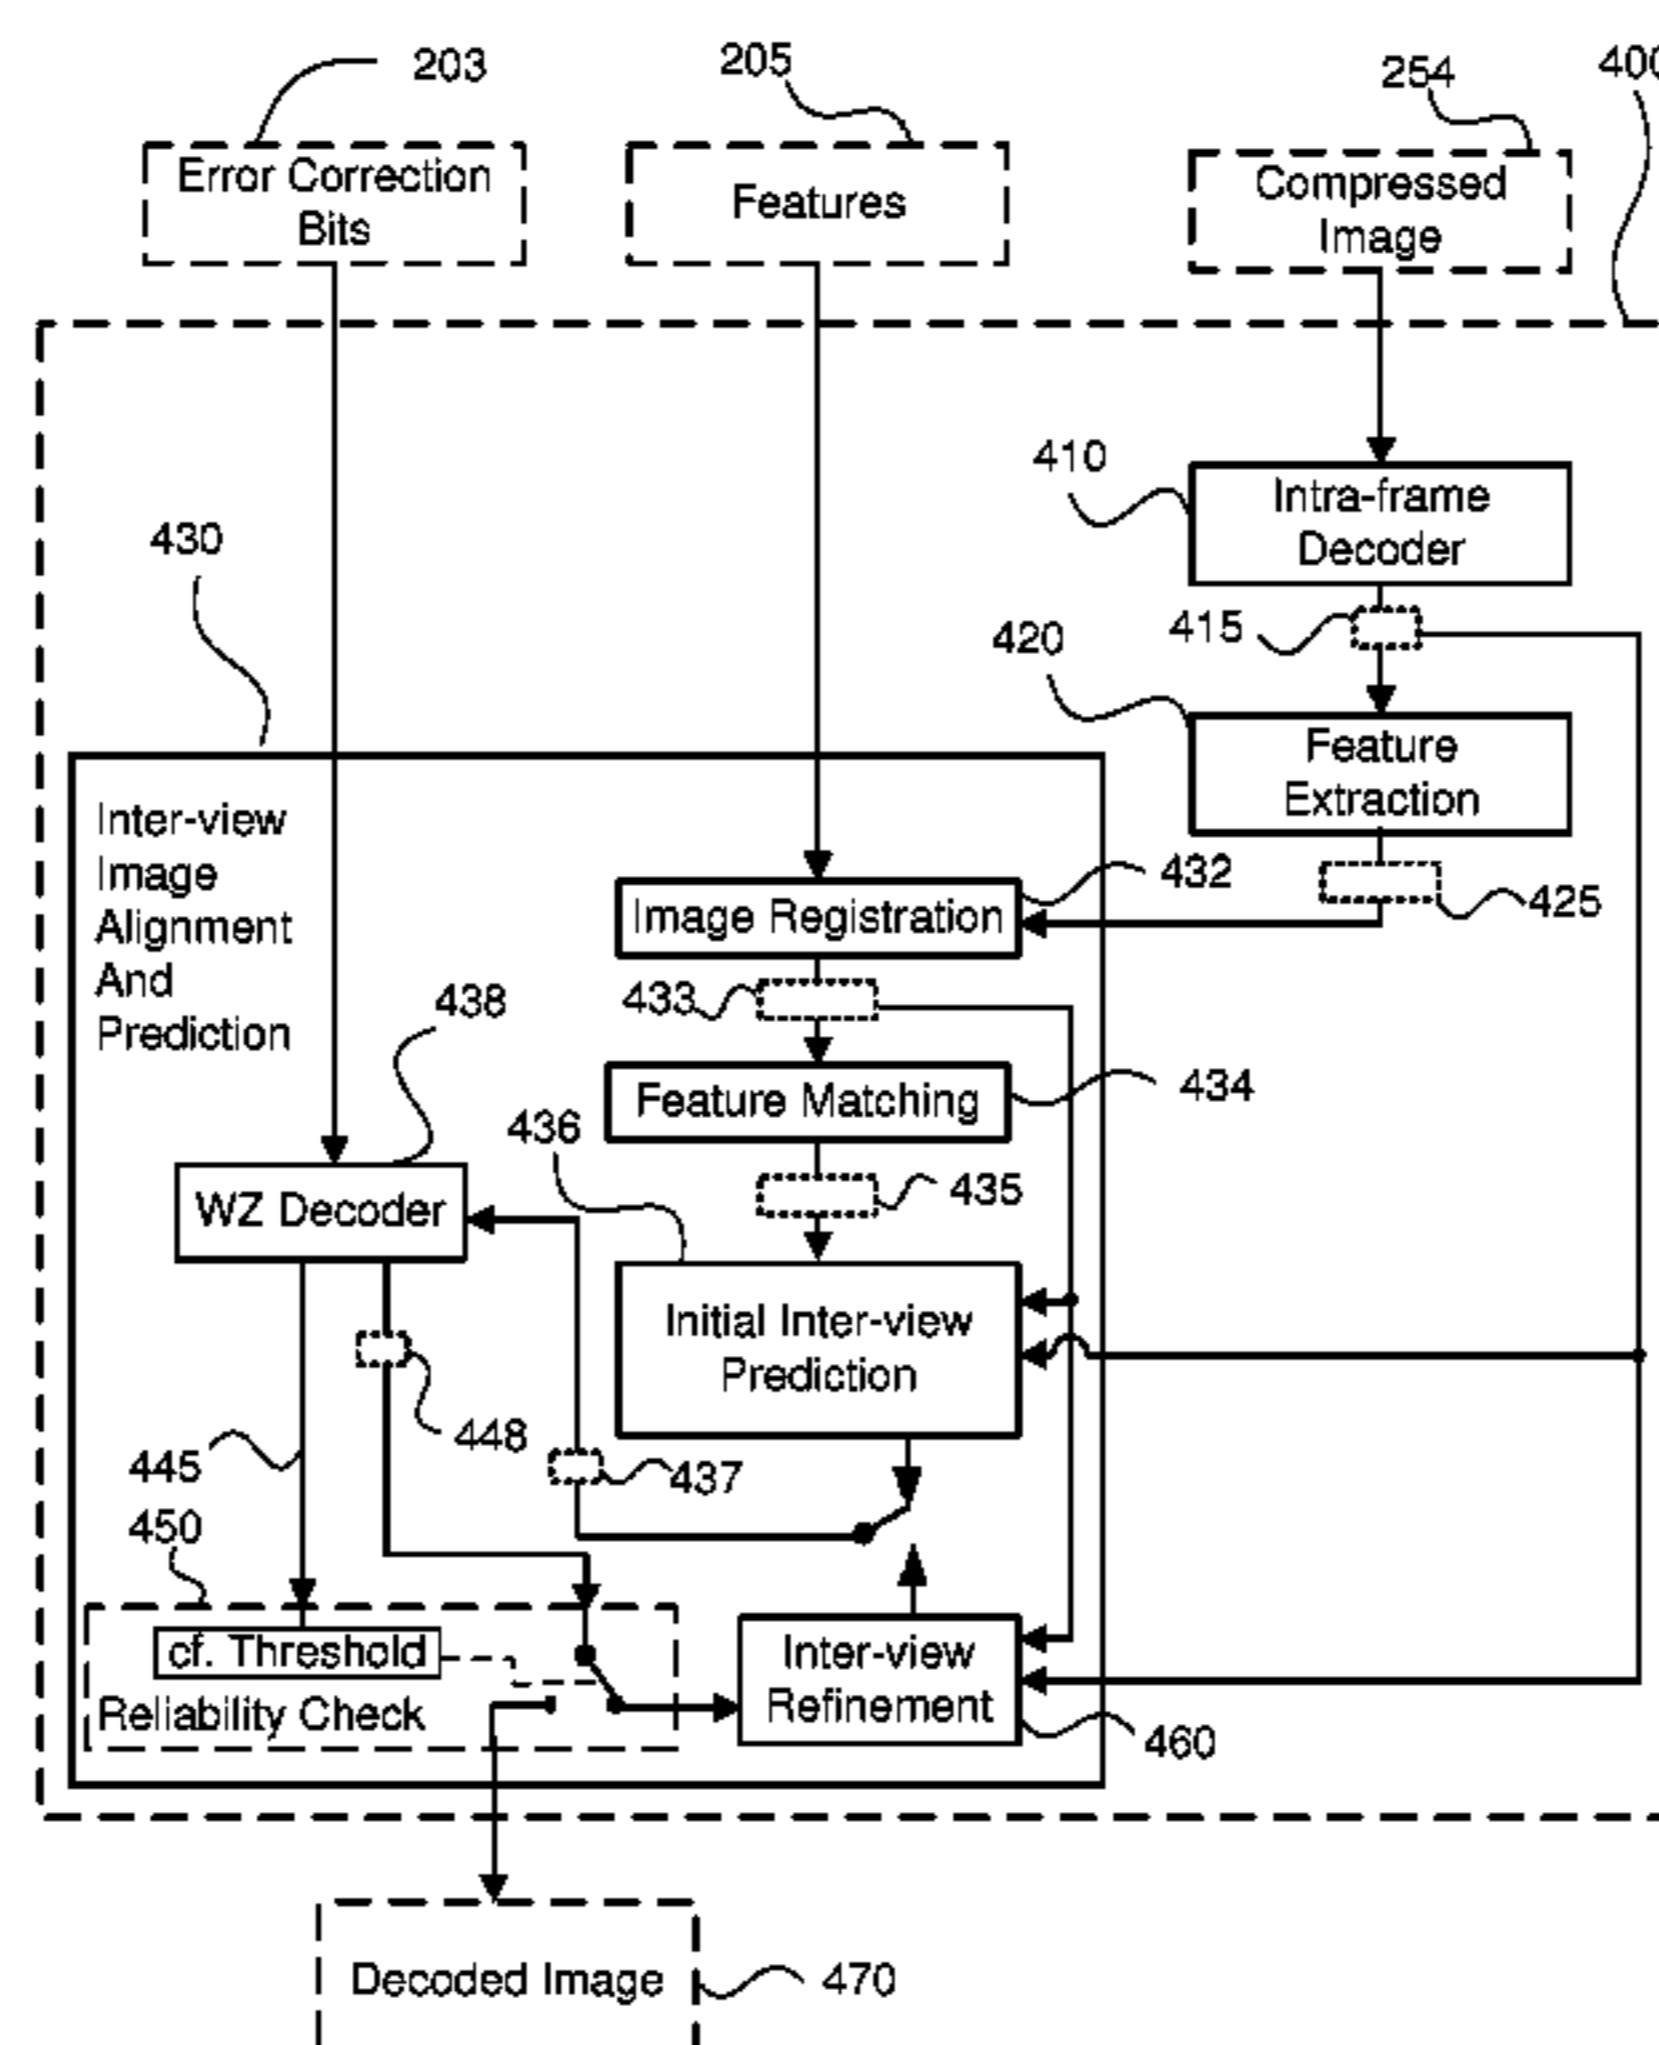 203
205
254
400
Error Correction
Bits
Features
Compressed
Image
410
Intra-frame
Decoder
430
415
420
Feature
Extraction
Inter-view
Image
Alignment
And
Prediction
432
Image Registration
425
433
438
434
Feature Matching
436
435
WZ Decoder
Initial Inter-view
Prediction
448
445
437
450
cf. Threshold
Reliability Check
Inter-view
Refinement
460
Decoded Image
470